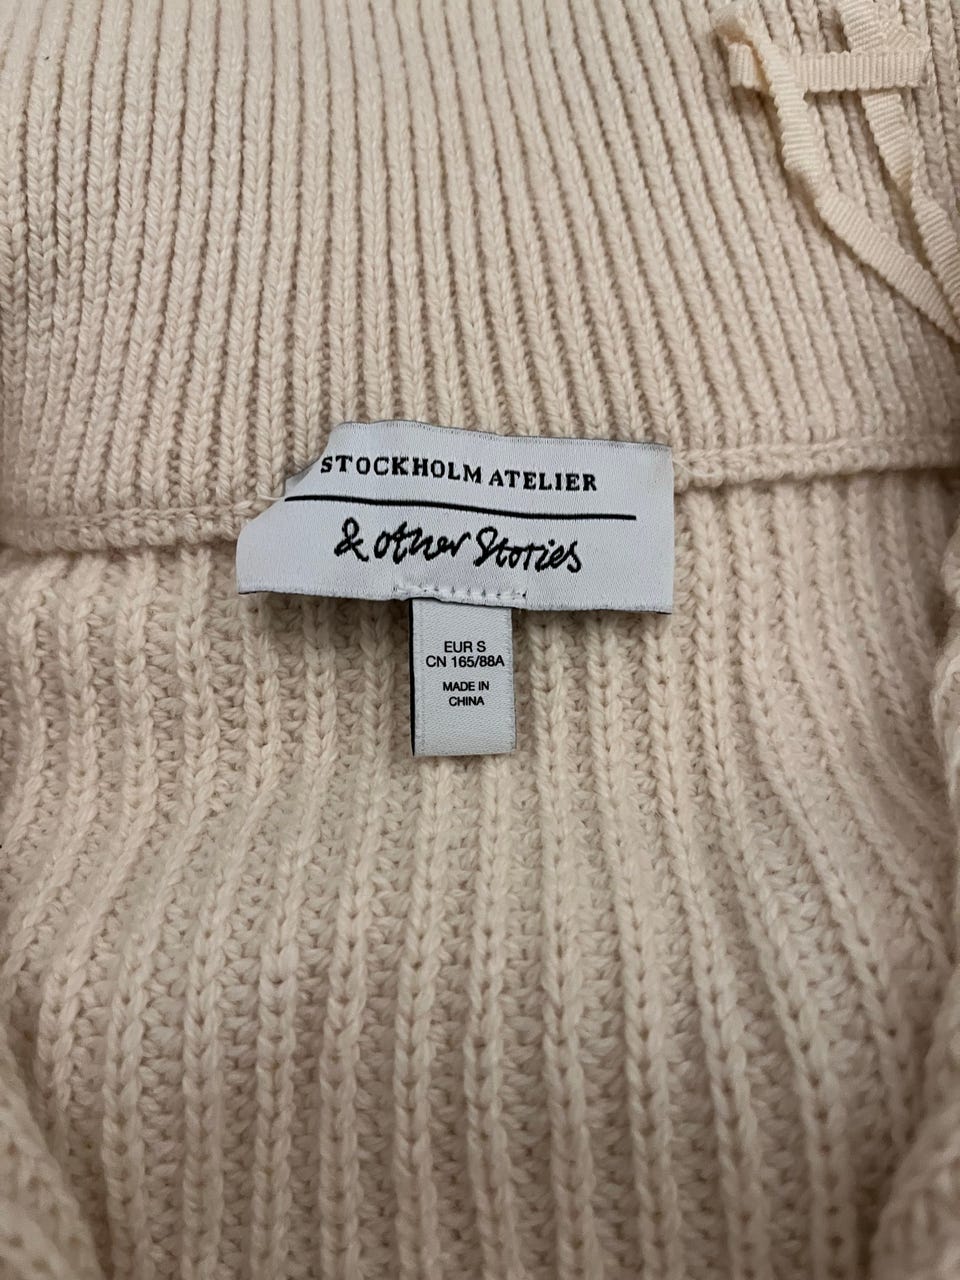 STOCKHOLM ATELIER
& other Stories
EUR S
CN 165/88A
MADE IN
CHINA